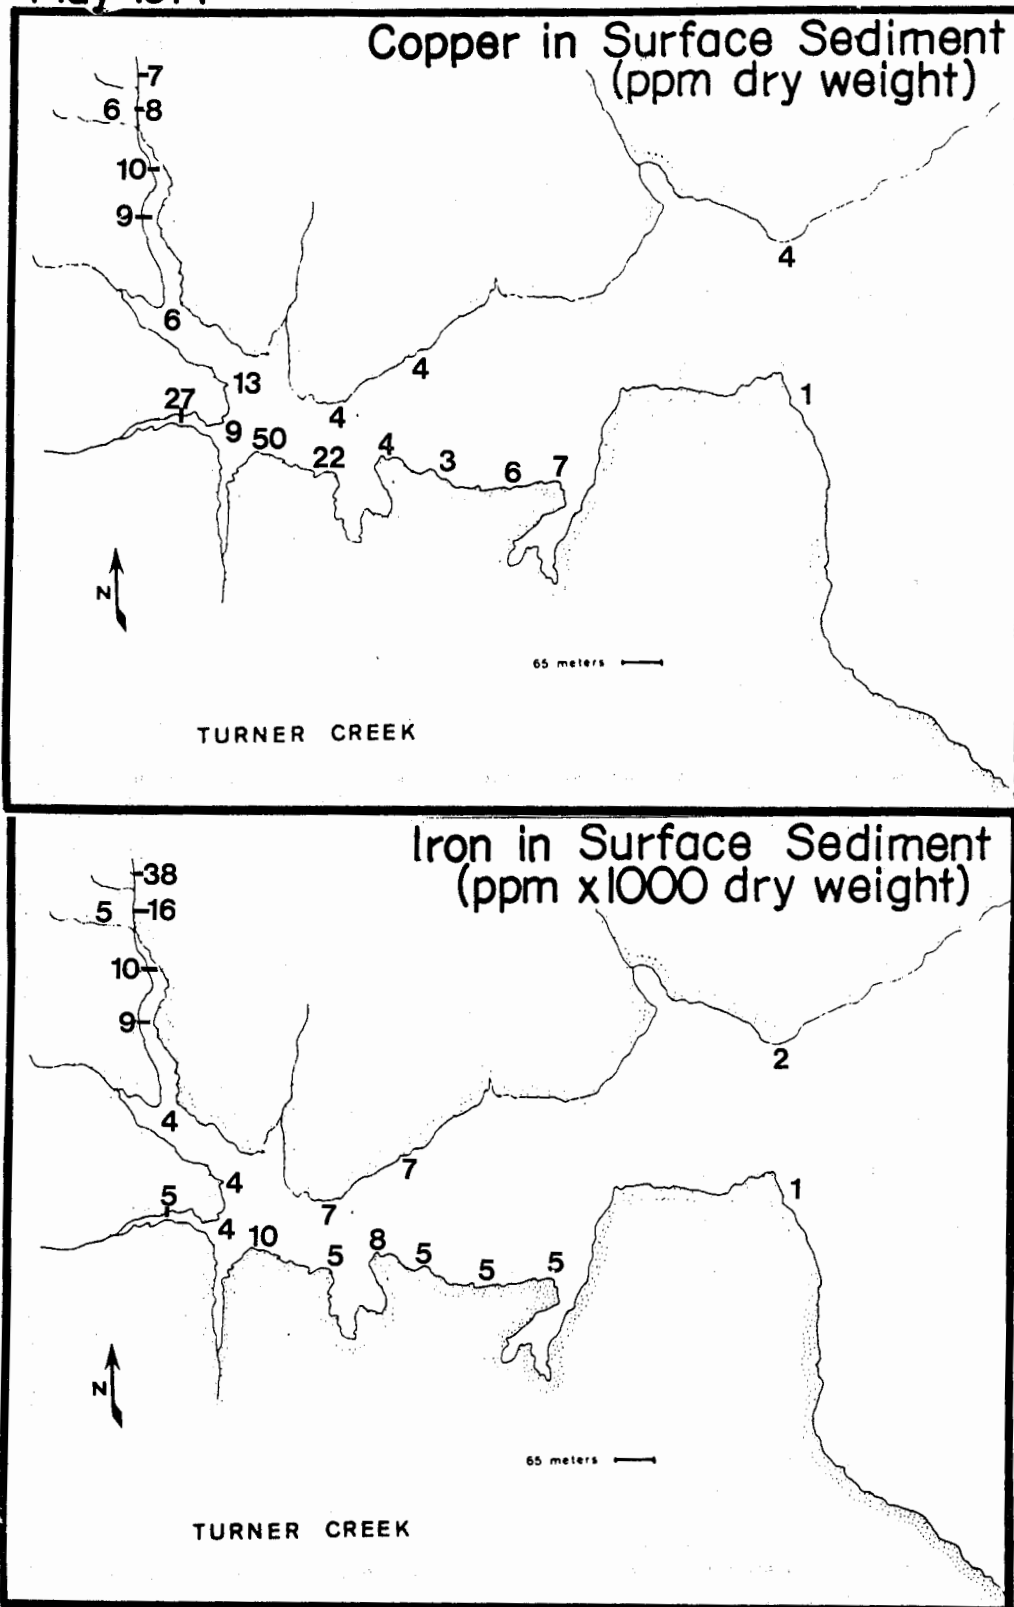 Copper in Surface Sediment
(ppm dry weight)
7
6 8
10
9
4
6
4
13
1
27
4
9 50
22 4 3 6 7
N
65 meters
TURNER CREEK
Iron in Surface Sediment
(ppm x1000 dry weight)
38
5 16
10
9
2
4
7
4
5
1
7
4 10
5 8 5 5 5
N
65 meters
TURNER CREEK